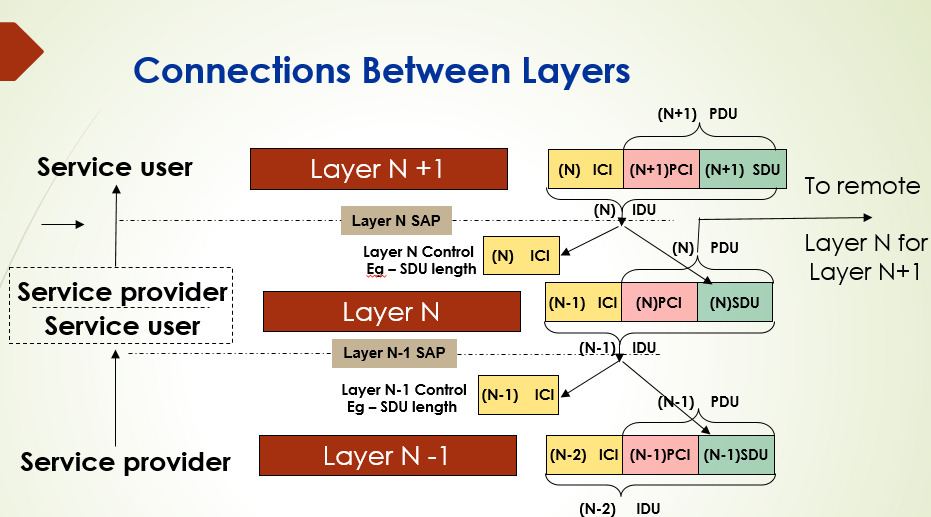 Connections Between Layers
(N+1) PDU
Service user
Layer N +1
(N) ICI
(N+1)PCI
(N+1) SDU
To remote
Layer N for
Layer N+1
Layer N SAP
(N) IDU
Layer N Control
Eg – SDU length
(N) ICI
(N) PDU
Service provider
Service user
Layer N
(N-1) ICI
(N)PCI
(N)SDU
Layer N-1 SAP
(N-1) IDU
Layer N-1 Control
Eg – SDU length
(N-1) ICI
(N-1) PDU
Service provider
Layer N -1
(N-2) ICI
(N-1)PCI
(N-1)SDU
(N-2) IDU